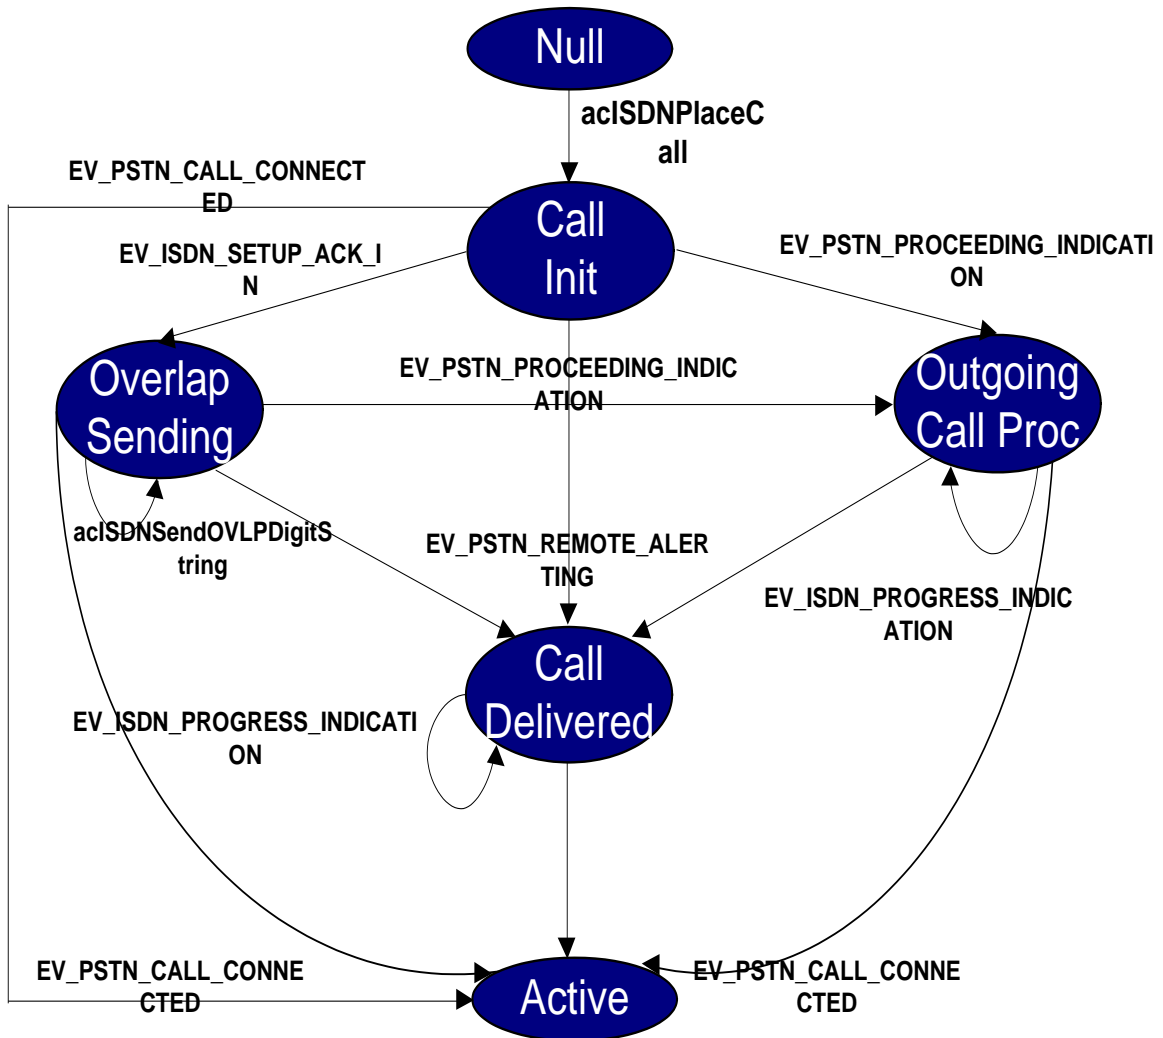 Null
acISDNPlaceC
all
EV_PSTN_CALL_CONNECT
ED
Call
Init
EV_ISDN_SETUP_ACK_I
N
EV_PSTN_PROCEEDING_INDICATI
ON
Overlap
Sending
EV_PSTN_PROCEEDING_INDIC
ATION
Outgoing
Call Proc
acISDNSendOVLPDigitS
tring
EV_PSTN_REMOTE_ALER
TING
EV_ISDN_PROGRESS_INDIC
ATION
Call
Delivered
EV_ISDN_PROGRESS_INDICATI
ON
EV_PSTN_CALL_CONNE
CTED
Active
EV_PSTN_CALL_CONNE
CTED